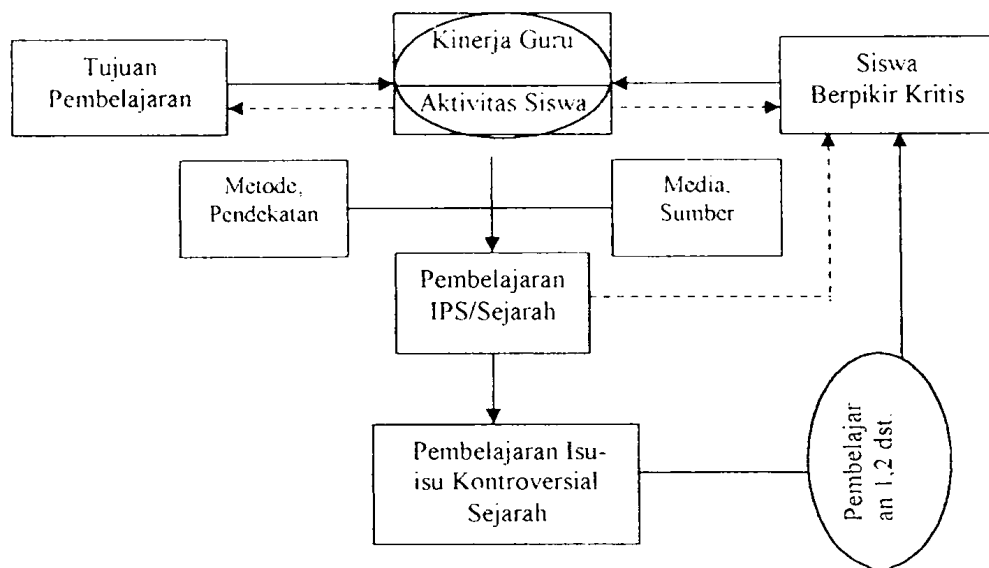 Kinerja Guru
Aktivitas Siswa
Tujuan
Pembelajaran
Siswa
Berpikir Kritis
Metode,
Pendekatan
Media,
Sumber
Pembelajaran
IPS/Sejarah
Pembelajaran Isu-
isu Kontroversial
Sejarah
Pembelajar
an 1,2 dst.